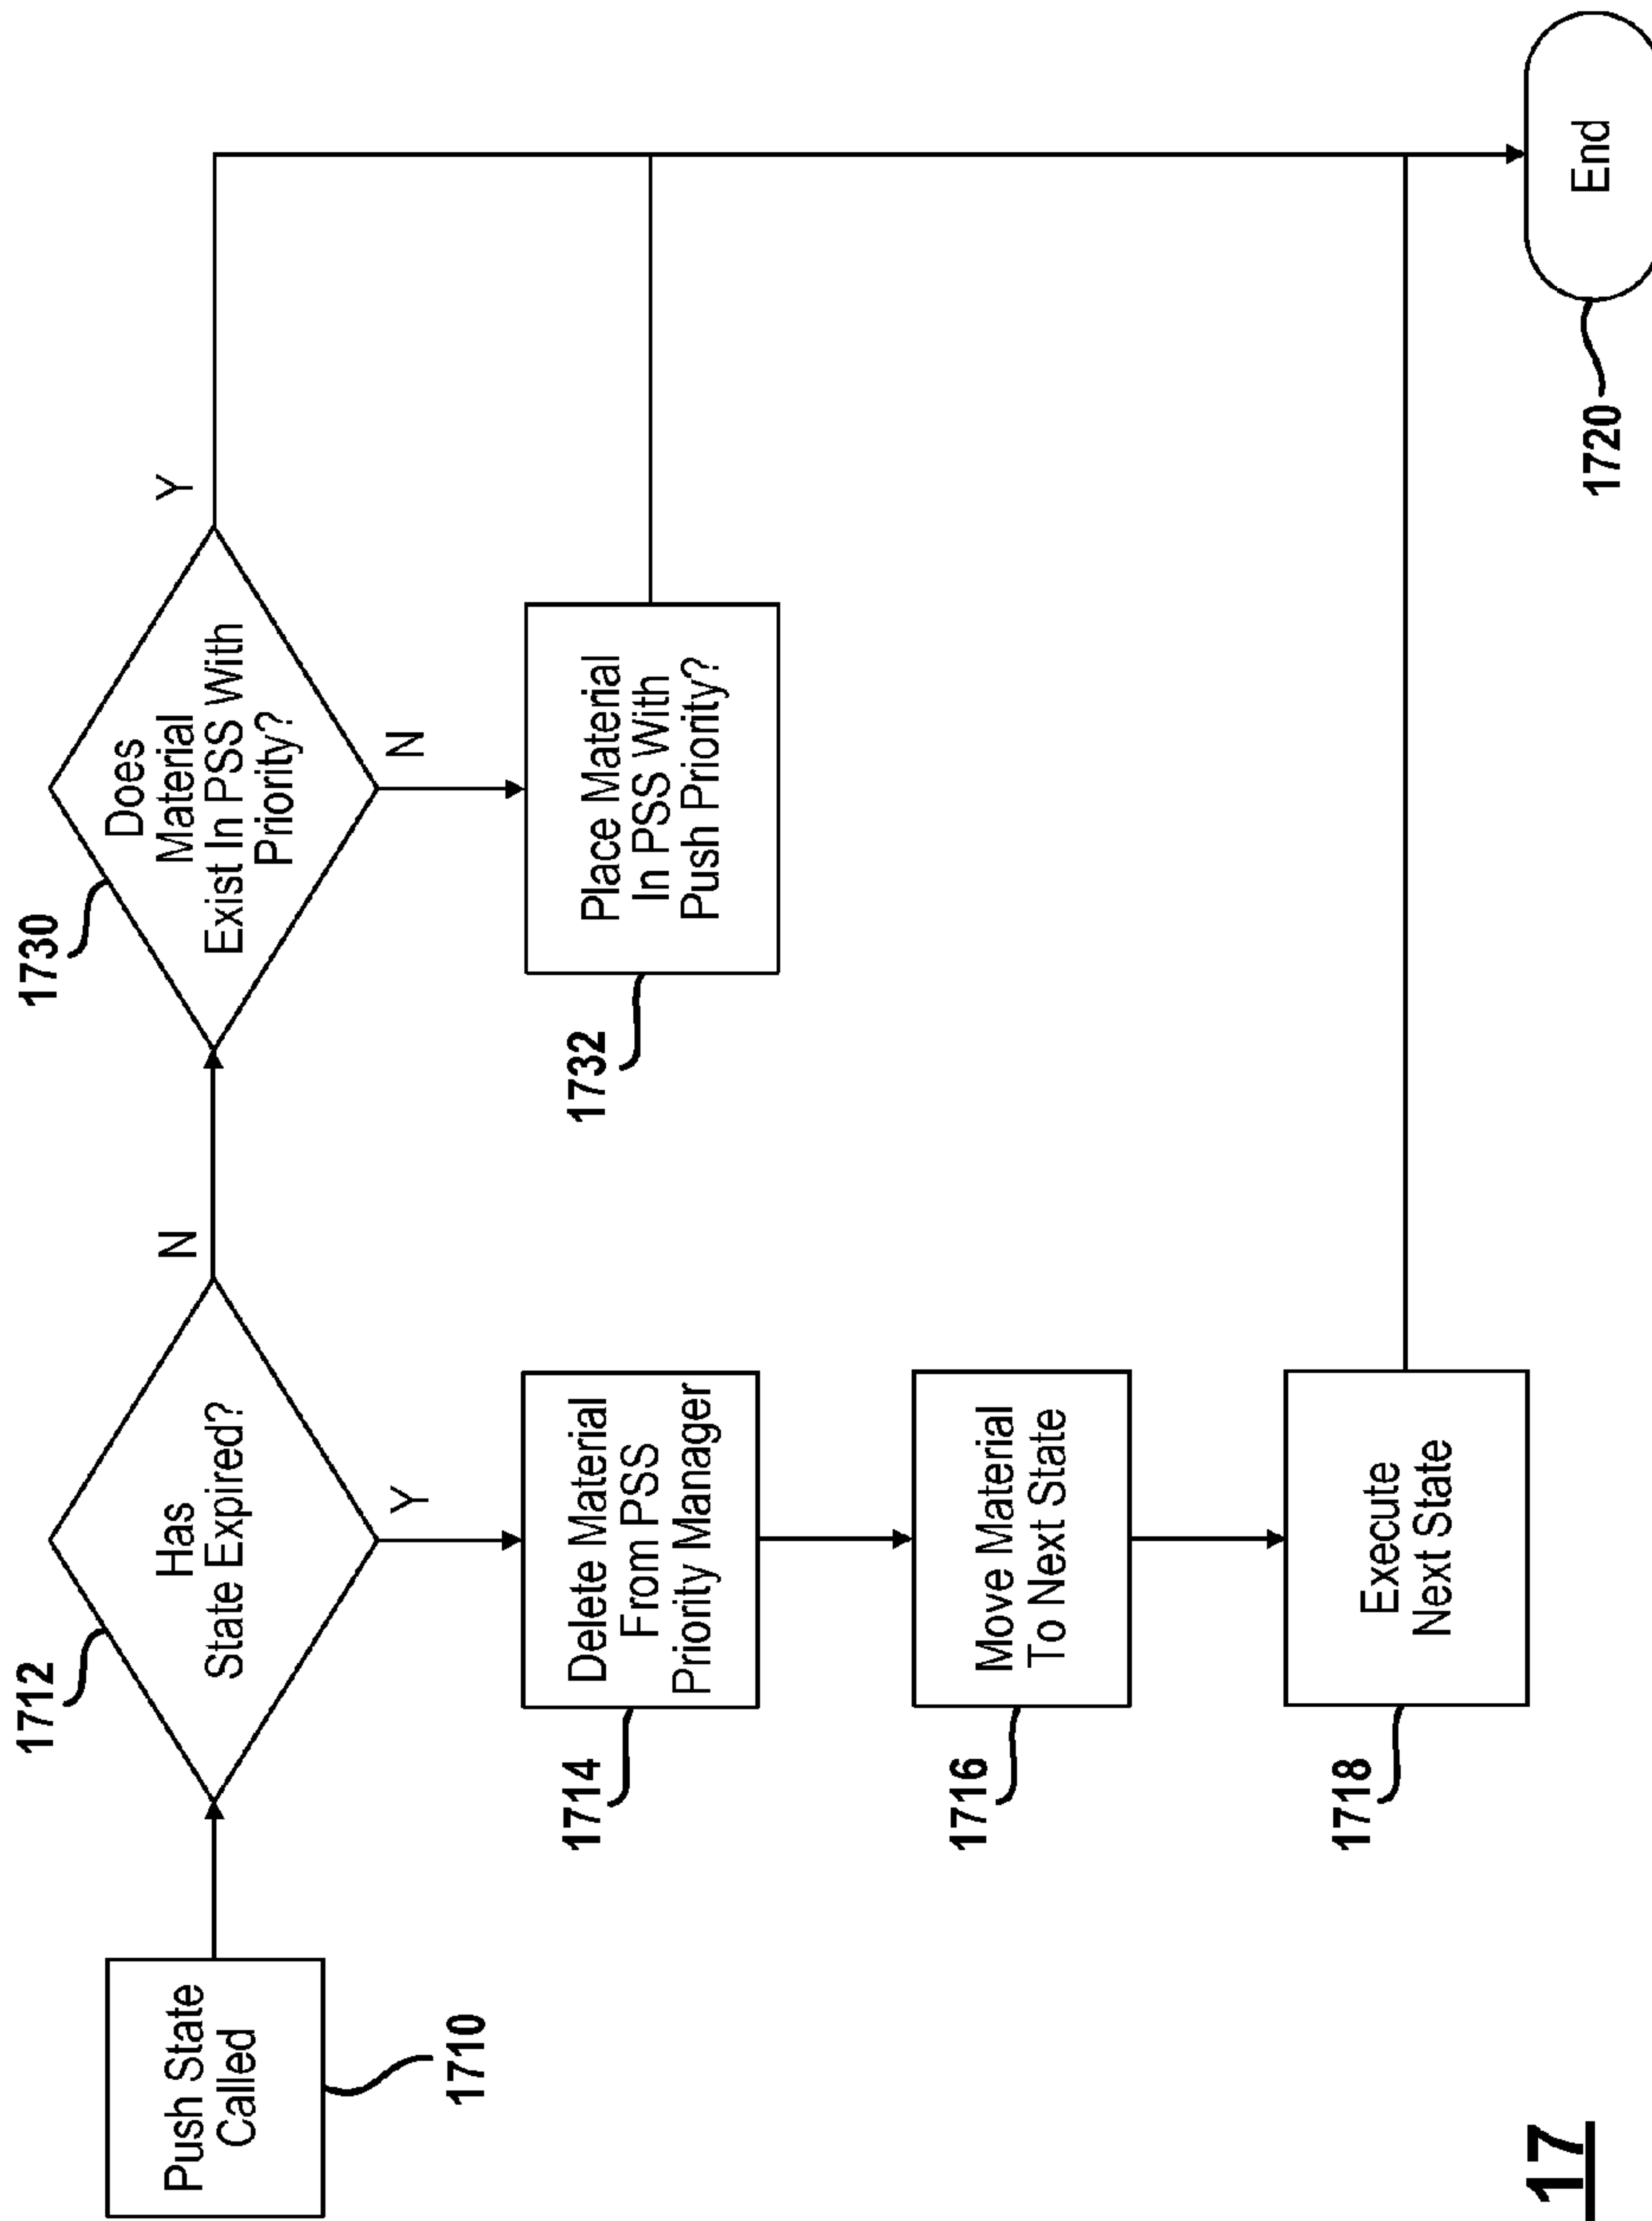 1710
Push State
Called
1712
Has
State Expired?
N
Y
1714
Delete Material
From PSS
Priority Manager
1716
Move Material
To Next State
1718
Execute
Next State
1730
Does
Material
Exist In PSS With
Priority?
Y
N
1732
Place Material
In PSS With
Push Priority?
1720
End
17